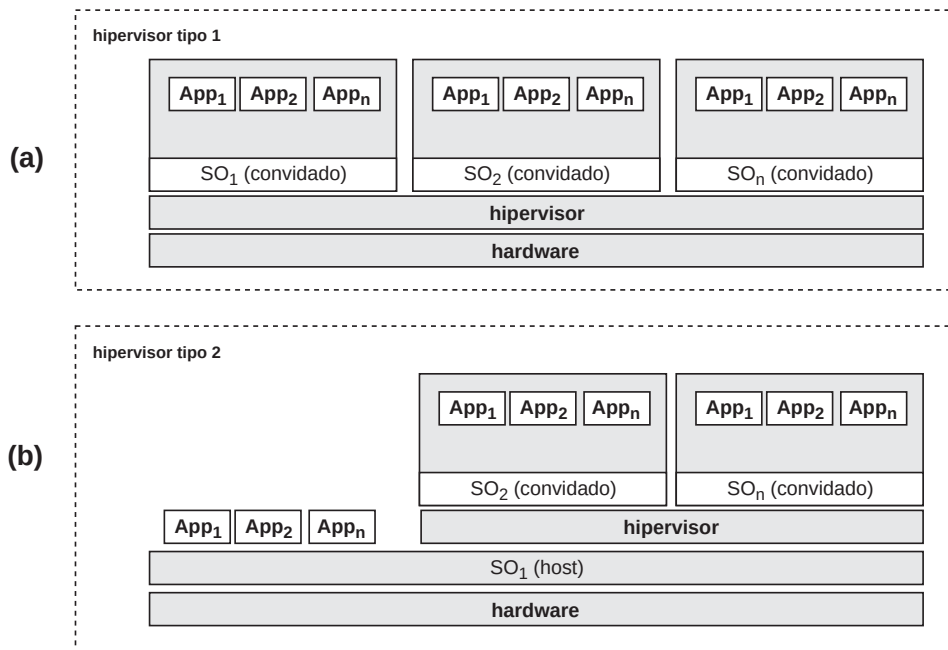 hipervisor tipo 1
(a)
App1 App2 Appn App1 App2 Appn App1 App2 Appn
SO1 (convidado) SO2 (convidado) SOn (convidado)
hipervisor
hardware
hipervisor tipo 2
(b)
App1 App2 Appn App1 App2 Appn
SO2 (convidado) SOn (convidado)
App1 App2 Appn hipervisor
SO1 (host)
hardware